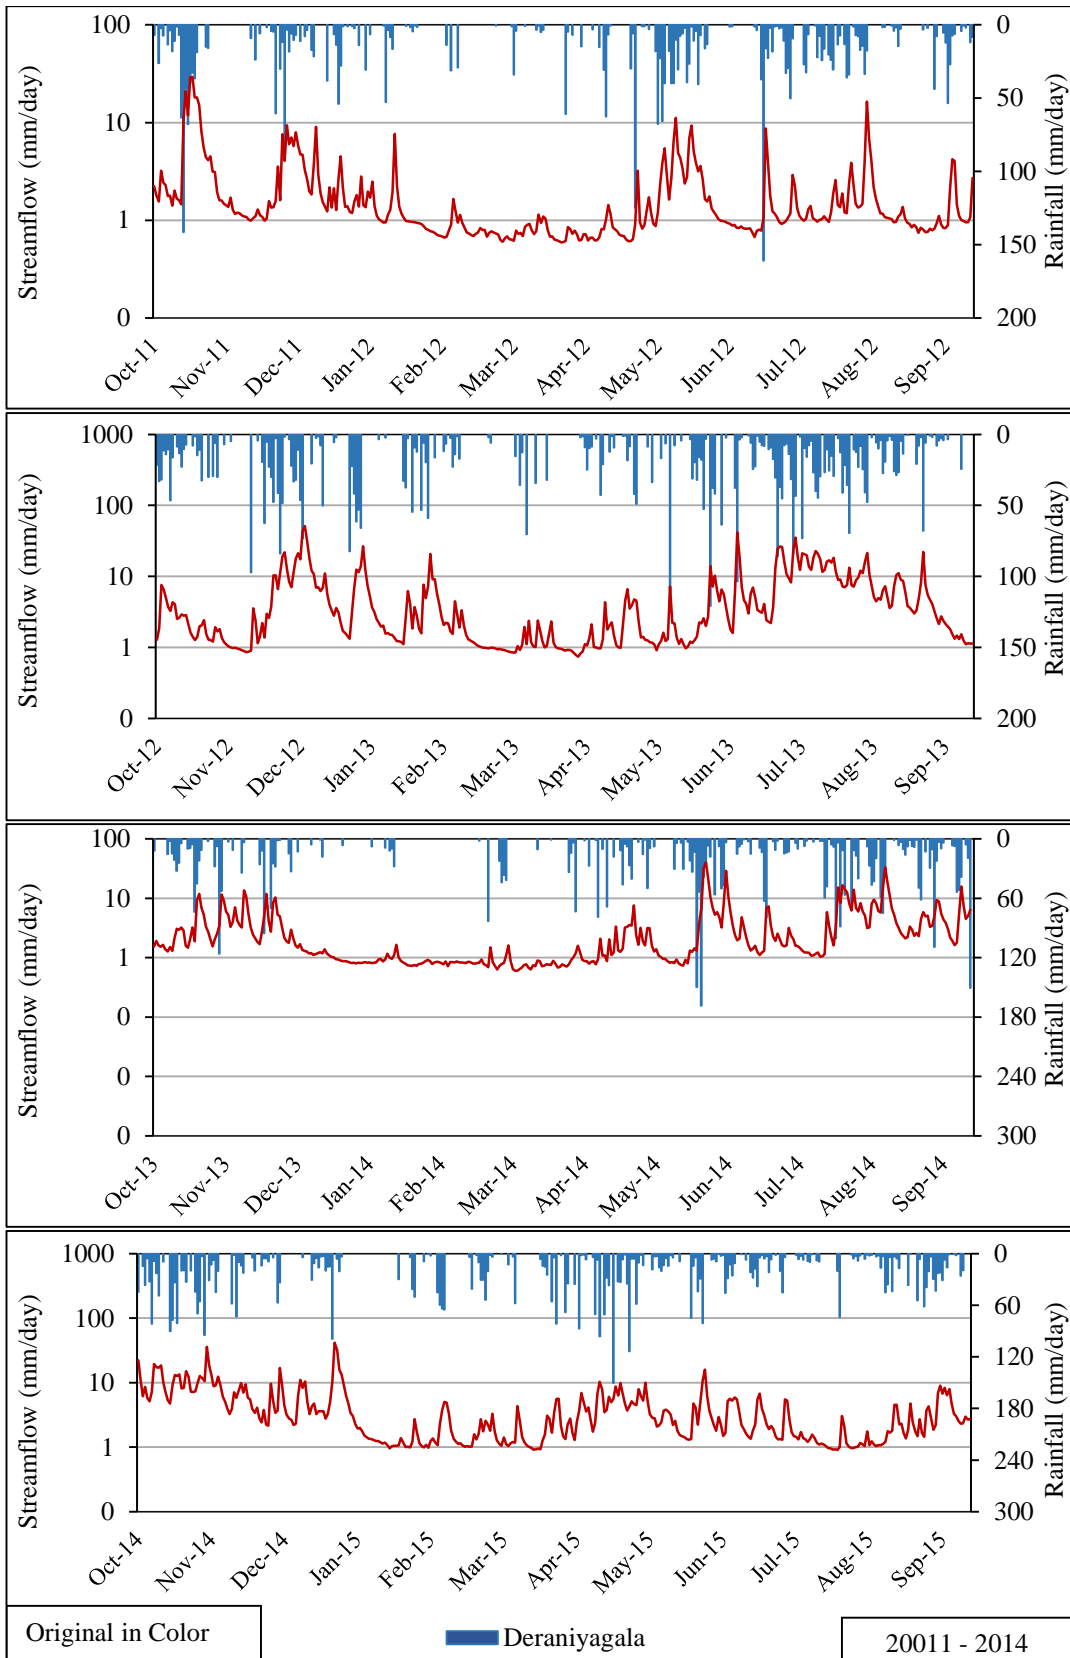 Streamflow (mm/day)
100
10
1
0
0
50
100
150
200
Rainfall (mm/day)
Oct-11
Nov-11
Dec-11
Jan-12
Feb-12
Mar-12
Apr-12
May-12
Jun-12
Jul-12
Aug-12
Sep-12
Streamflow (mm/day)
1000
100
10
1
0
0
50
100
150
200
Rainfall (mm/day)
Oct-12
Nov-12
Dec-12
Jan-13
Feb-13
Mar-13
Apr-13
May-13
Jun-13
Jul-13
Aug-13
Sep-13
Streamflow (mm/day)
100
10
1
0
0
0
0
60
120
180
240
300
Rainfall (mm/day)
Oct-13
Nov-13
Dec-13
Jan-14
Feb-14
Mar-14
Apr-14
May-14
Jun-14
Jul-14
Aug-14
Sep-14
Streamflow (mm/day)
1000
100
10
1
0
0
60
120
180
240
300
Rainfall (mm/day)
Oct-14
Nov-14
Dec-14
Jan-15
Feb-15
Mar-15
Apr-15
May-15
Jun-15
Jul-15
Aug-15
Sep-15
Original in Color
Deraniyagala
20011 - 2014